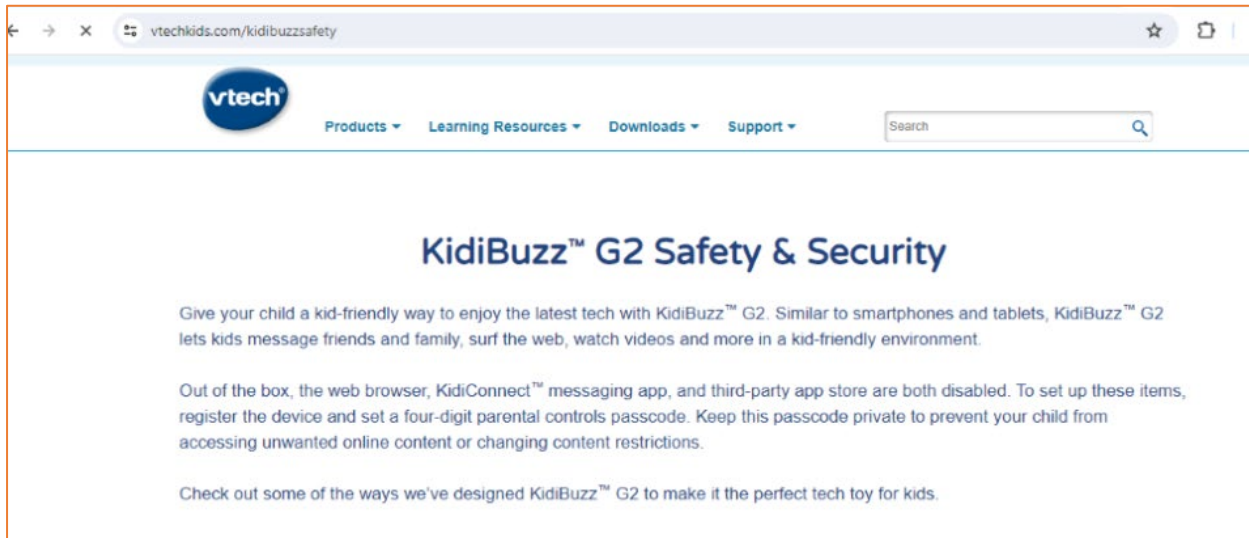 vtechkids.com/kidibuzzsafety
vtech®
Products Learning Resources Downloads Support Search
KidiBuzz™ G2 Safety & Security
Give your child a kid-friendly way to enjoy the latest tech with KidiBuzz™ G2. Similar to smartphones and tablets, KidiBuzz™ G2
lets kids message friends and family, surf the web, watch videos and more in a kid-friendly environment.
Out of the box, the web browser, KidiConnect™ messaging app, and third-party app store are both disabled. To set up these items,
register the device and set a four-digit parental controls passcode. Keep this passcode private to prevent your child from
accessing unwanted online content or changing content restrictions.
Check out some of the ways we've designed KidiBuzz™ G2 to make it the perfect tech toy for kids.